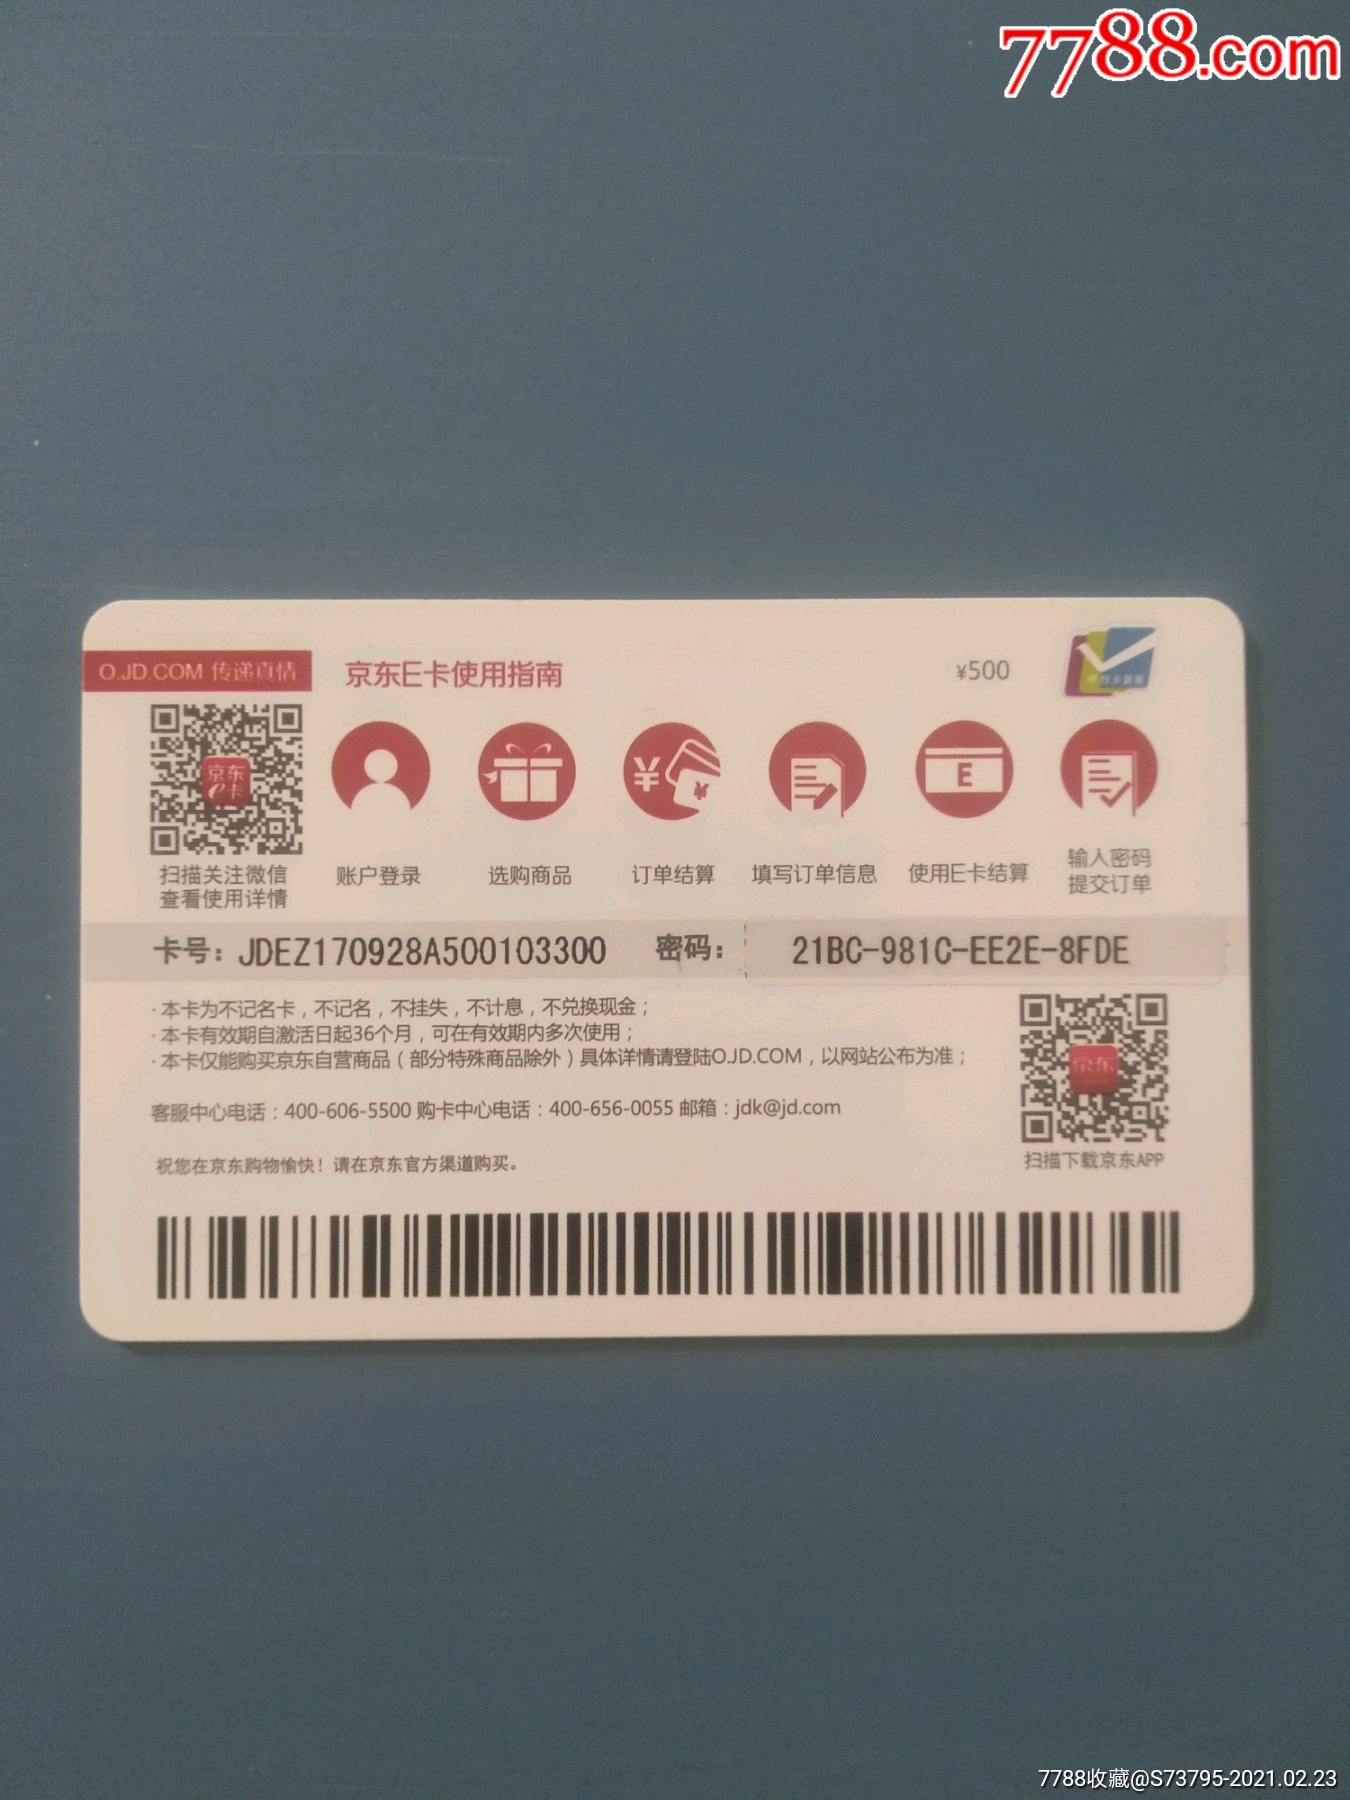 7788.com
O.JD.COM 传递真情
京东E卡使用指南
¥500
京东
e卡
扫描关注微信
查看使用详情
账户登录
选购商品
订单结算
填写订单信息
使用E卡结算
输入密码
提交订单
卡号：JDEZ170928A500103300 密码： 21BC-981C-EE2E-8FDE
·本卡为不记名卡，不记名，不挂失，不计息，不兑换现金；
·本卡有效期自激活日起36个月，可在有效期内多次使用；
·本卡仅能购买京东自营商品（部分特殊商品除外）具体详情请登陆O.JD.COM，以网站公布为准；
客服中心电话：400-606-5500 购卡中心电话：400-656-0055 邮箱：jdk@jd.com
祝您在京东购物愉快！请在京东官方渠道购买。
京东
扫描下载京东APP
7788收藏@S73795-2021.02.23